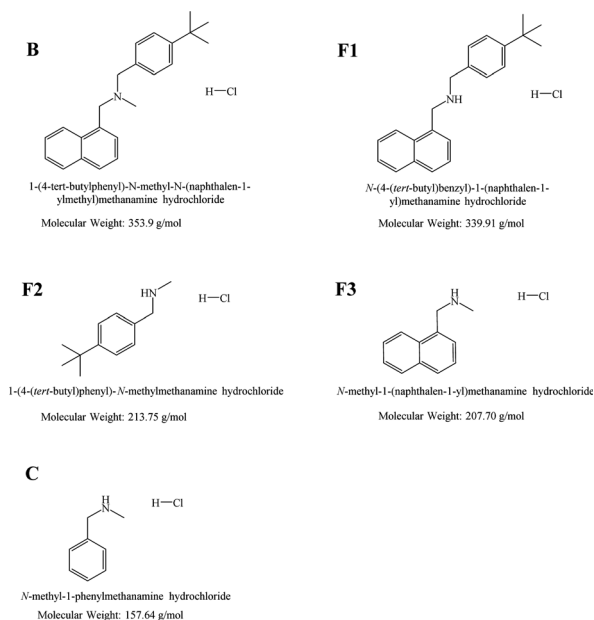 B
N
H—Cl
1-(4-tert-butylphenyl)-N-methyl-N-(naphthalen-1-
ylmethyl)methanamine hydrochloride
Molecular Weight: 353.9 g/mol
F1
NH
H—Cl
N-(4-(tert-butyl)benzyl)-1-(naphthalen-1-
yl)methanamine hydrochloride
Molecular Weight: 339.91 g/mol
F2
HN
H—Cl
1-(4-(tert-butyl)phenyl)-N-methylmethanamine hydrochloride
Molecular Weight: 213.75 g/mol
F3
H
N
H—Cl
N-methyl-1-(naphthalen-1-yl)methanamine hydrochloride
Molecular Weight: 207.70 g/mol
C
H
N
H—Cl
N-methyl-1-phenylmethanamine hydrochloride
Molecular Weight: 157.64 g/mol